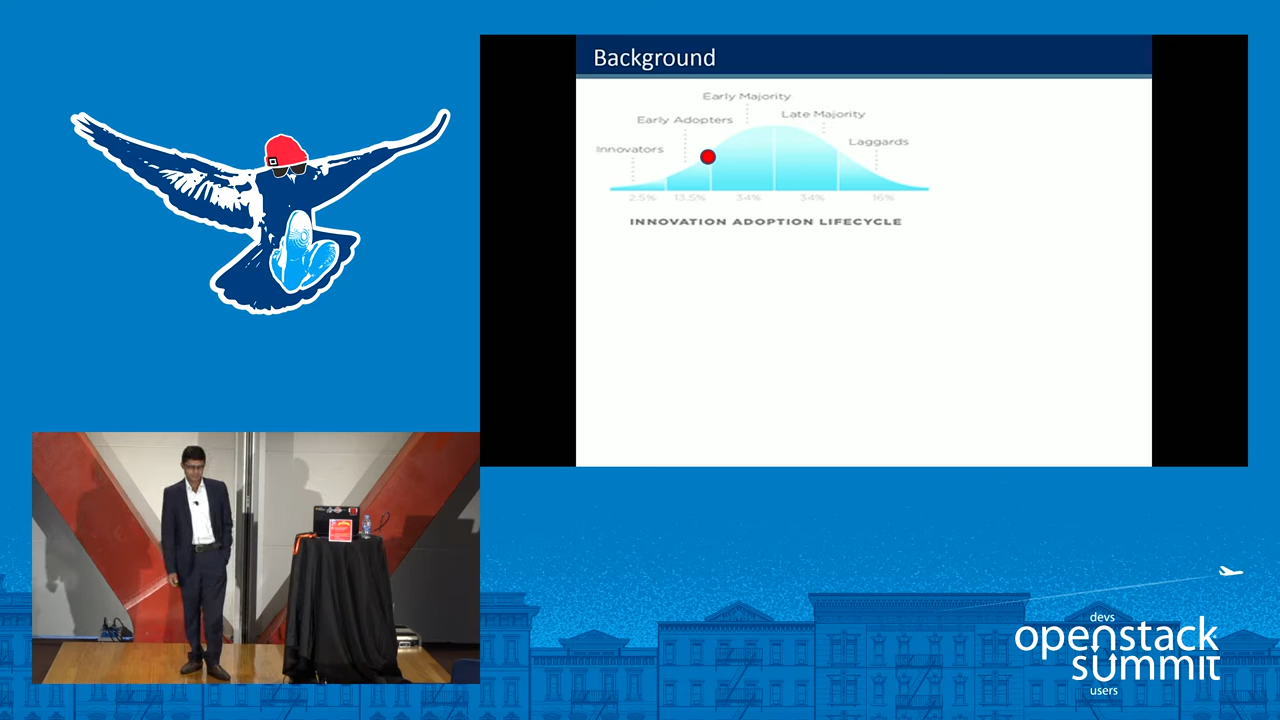 Background
Early Majority
Early Adopters
Late Majority
Innovators
Laggards
2.5%
13.5%
34%
34%
16%
INNOVATION ADOPTION LIFECYCLE
devs
openstack
summit
users